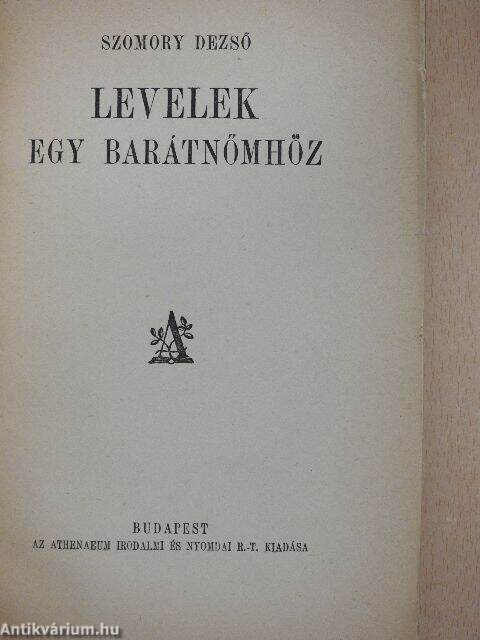 SZOMORY DEZSŐ
LEVELEK
EGY BARÁTNŐMHÖZ
A
BUDAPEST
AZ ATHENAEUM IRODALMI ÉS NYOMDAI R.-T. KIADÁSA
Antikvárium.hu